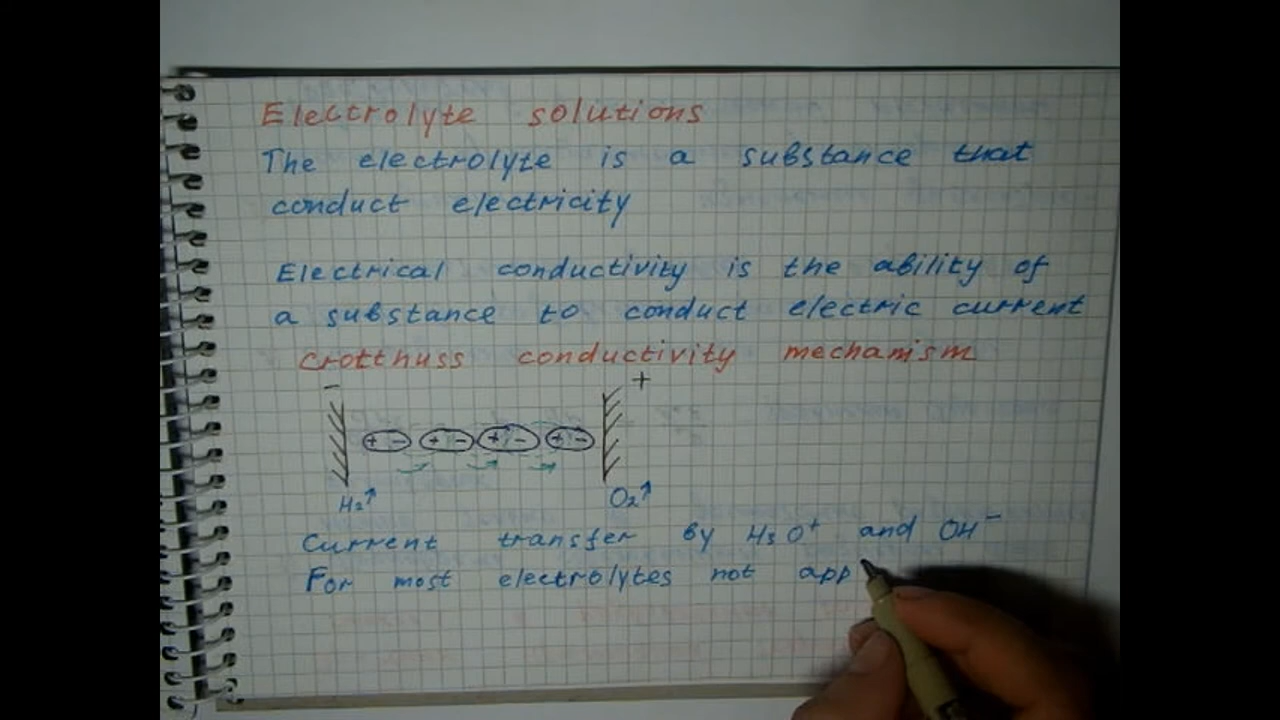 Electrolyte solutions
The electrolyte is a substance that
conduct electricity
Electrical conductivity is the ability of
a substance to conduct electric current
Crotthuss conductivity mechanism
- +
+ - + - + - + -
H₂↑ O₂↑
Current transfer by H₃O⁺ and OH⁻
For most electrolytes not app